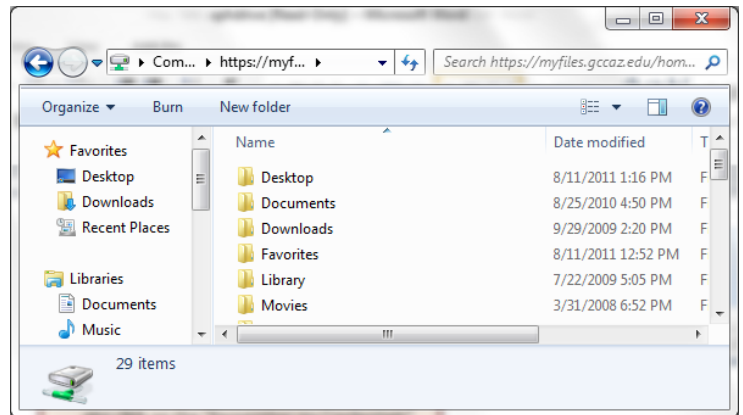 Com... https://myf...
Search https://myfiles.gccaz.edu/hom...
Organize Burn New folder
Favorites
Desktop
Downloads
Recent Places
Libraries
Documents
Music
Name Date modified T
Desktop 8/11/2011 1:16 PM F
Documents 8/25/2010 4:50 PM F
Downloads 9/29/2009 2:20 PM F
Favorites 8/11/2011 12:52 PM F
Library 7/22/2009 5:05 PM F
Movies 3/31/2008 6:52 PM F
29 items